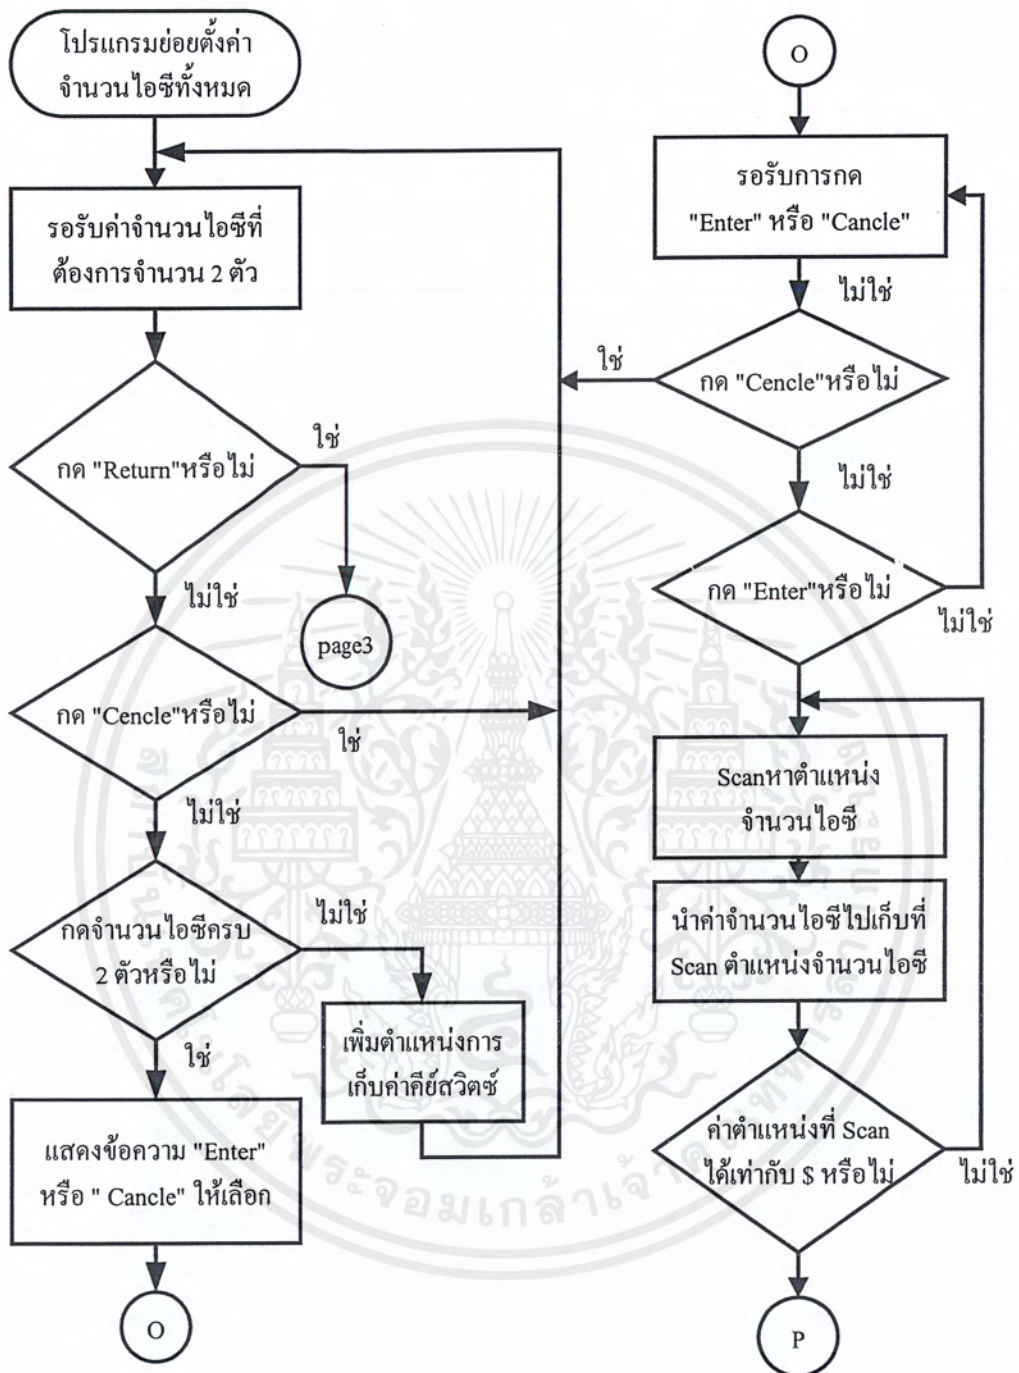 โปรแกรมย่อยตั้งค่า
จำนวนไอซีทั้งหมด
รอรับค่าจำนวนไอซีที่
ต้องการจำนวน 2 ตัว
กด "Return"หรือไม่
ใช่
page3
ไม่ใช่
กด "Cencle"หรือไม่
ใช่
ไม่ใช่
กดจำนวนไอซีครบ
2 ตัวหรือไม่
ไม่ใช่
เพิ่มตำแหน่งการ
เก็บค่าคีย์สวิตซ์
ใช่
แสดงข้อความ "Enter"
หรือ " Cancle" ให้เลือก
O
O
รอรับการกด
"Enter" หรือ "Cancle"
ไม่ใช่
กด "Cencle"หรือไม่
ใช่
ไม่ใช่
กด "Enter"หรือไม่
ไม่ใช่
Scanหาตำแหน่ง
จำนวนไอซี
นำค่าจำนวนไอซีไปเก็บที่
Scan ตำแหน่งจำนวนไอซี
ค่าตำแหน่งที่ Scan
ได้เท่ากับ $ หรือไม่
ไม่ใช่
P